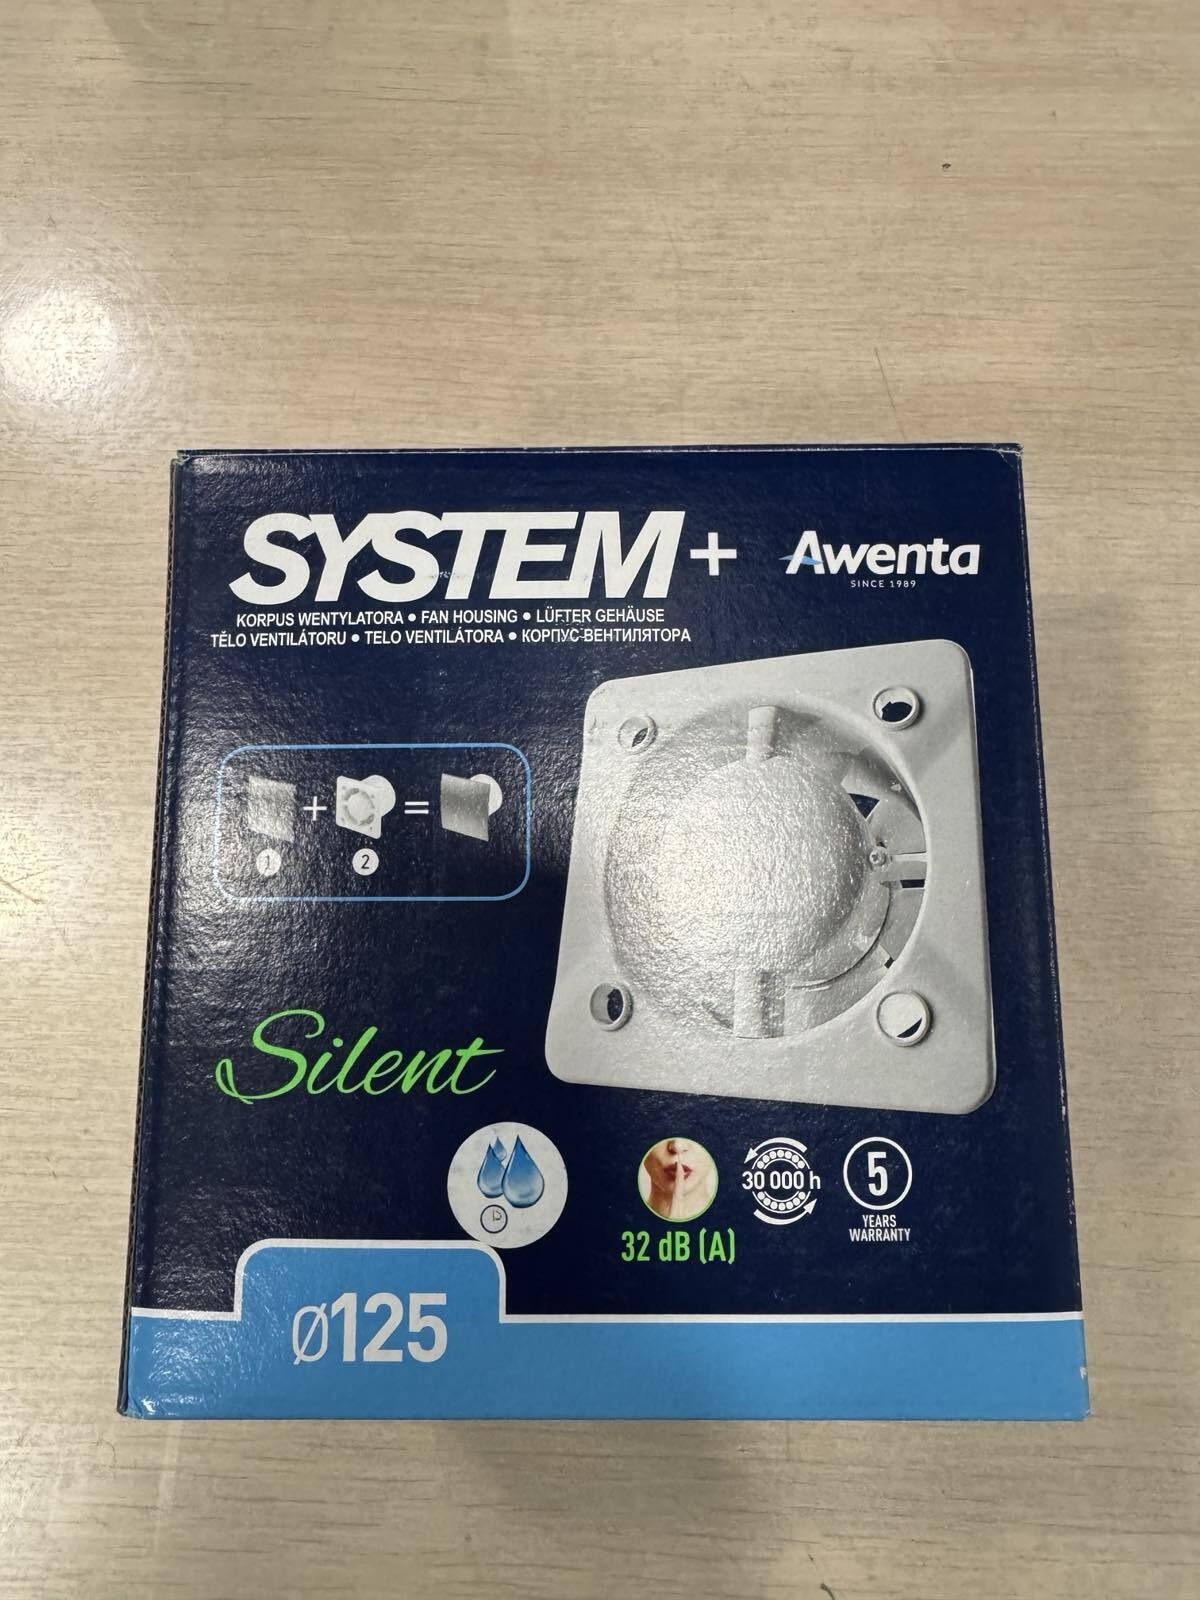 SYSTEM+
Awenta
SINCE 1989
KORPUS WENTYLATORA • FAN HOUSING • LÜFTER GEHÄUSE
TĚLO VENTILÁTORU • TELO VENTILÁTORA • КОРПУС ВЕНТИЛЯТОРА
+ =
1 2
Silent
30 000 h
5
YEARS
WARRANTY
32 dB (A)
Ø125